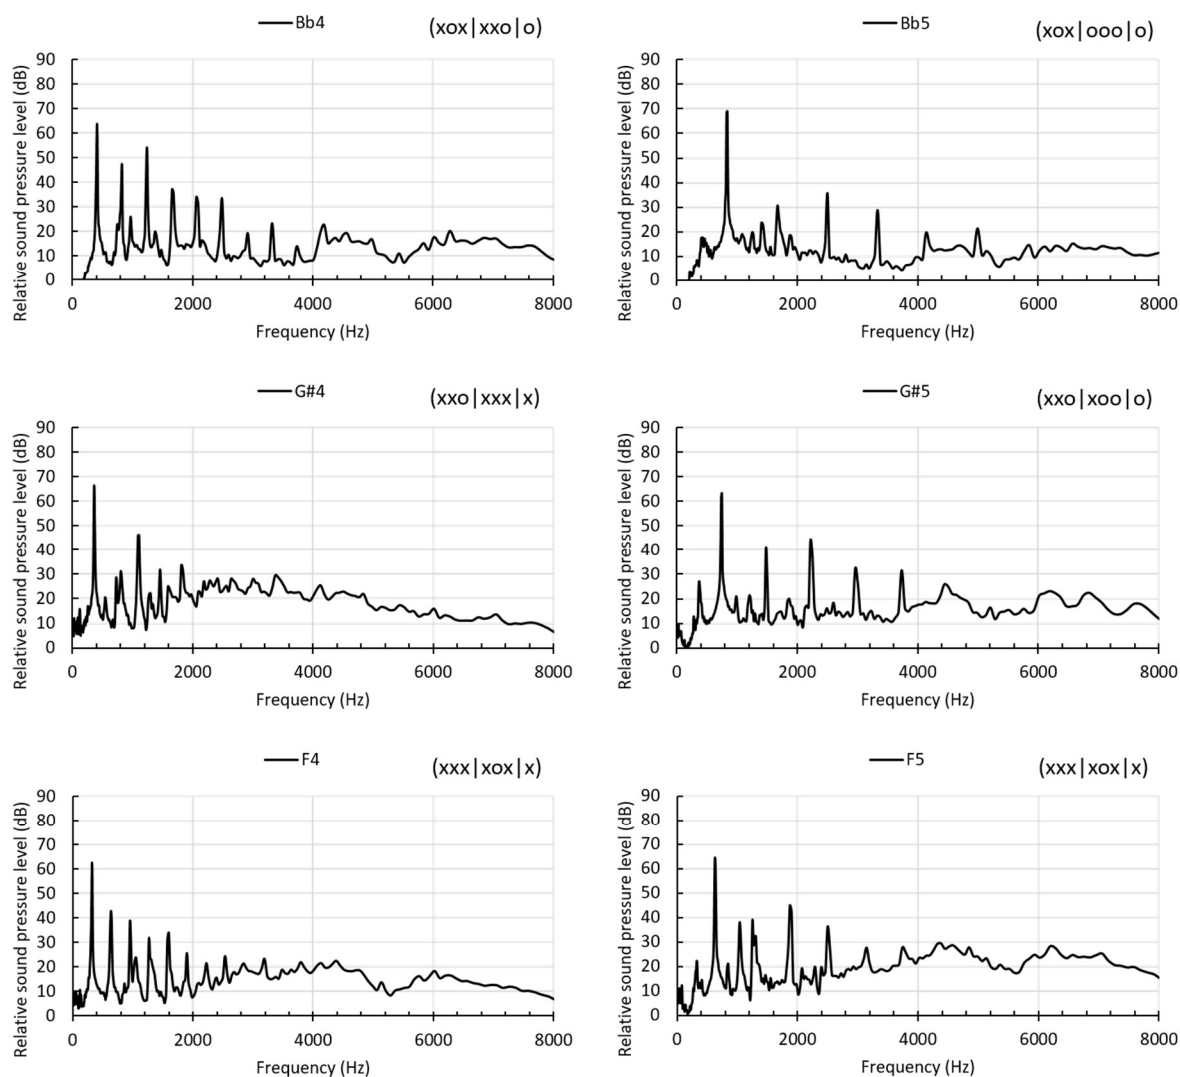 Bb4 (xox|xxo|o)
Relative sound pressure level (dB)
90
80
70
60
50
40
30
20
10
0
0 2000 4000 6000 8000
Frequency (Hz)
Bb5 (xox|ooo|o)
Relative sound pressure level (dB)
90
80
70
60
50
40
30
20
10
0
0 2000 4000 6000 8000
Frequency (Hz)
G#4 (xxo|xxx|x)
Relative sound pressure level (dB)
90
80
70
60
50
40
30
20
10
0
0 2000 4000 6000 8000
Frequency (Hz)
G#5 (xxo|xoo|o)
Relative sound pressure level (dB)
90
80
70
60
50
40
30
20
10
0
0 2000 4000 6000 8000
Frequency (Hz)
F4 (xxx|xox|x)
Relative sound pressure level (dB)
90
80
70
60
50
40
30
20
10
0
0 2000 4000 6000 8000
Frequency (Hz)
F5 (xxx|xox|x)
Relative sound pressure level (dB)
90
80
70
60
50
40
30
20
10
0
0 2000 4000 6000 8000
Frequency (Hz)